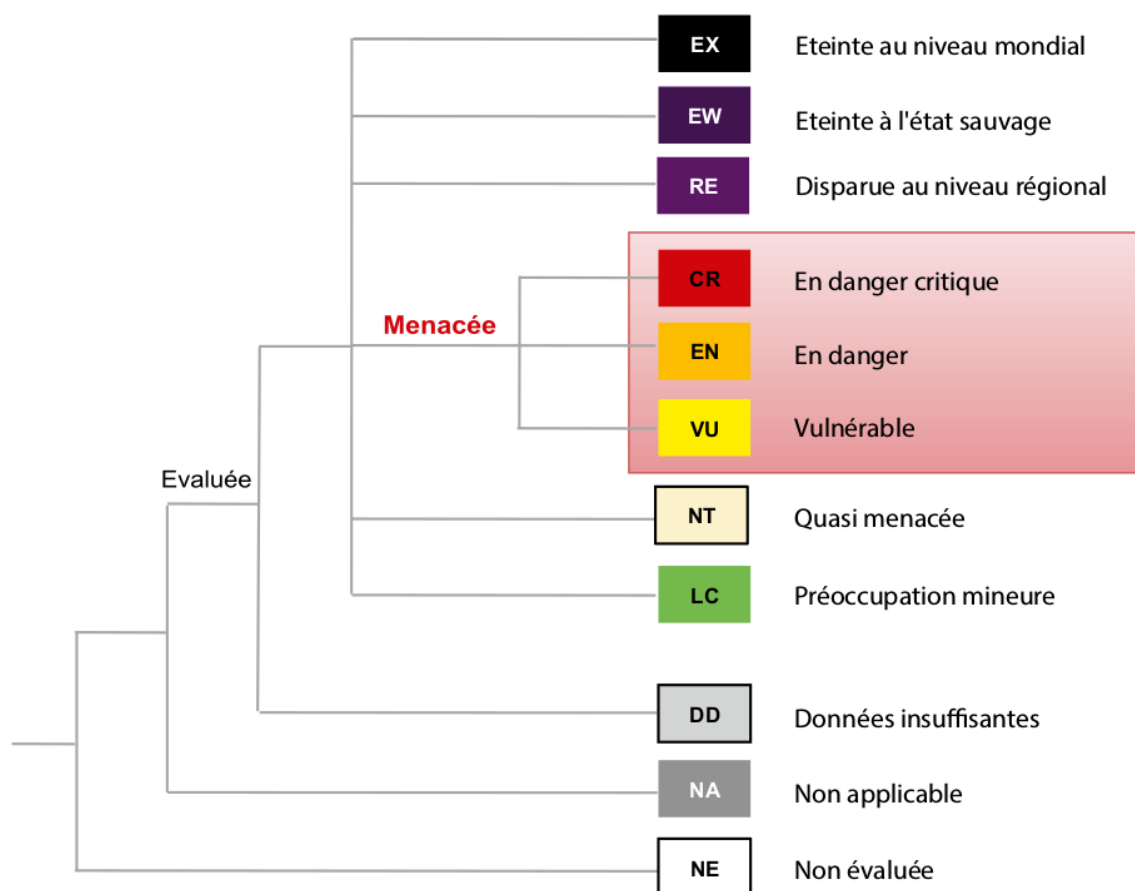 EX Eteinte au niveau mondial
EW Eteinte à l'état sauvage
RE Disparue au niveau régional
CR En danger critique
Menacée
EN En danger
VU Vulnérable
Evaluée
NT Quasi menacée
LC Préoccupation mineure
DD Données insuffisantes
NA Non applicable
NE Non évaluée